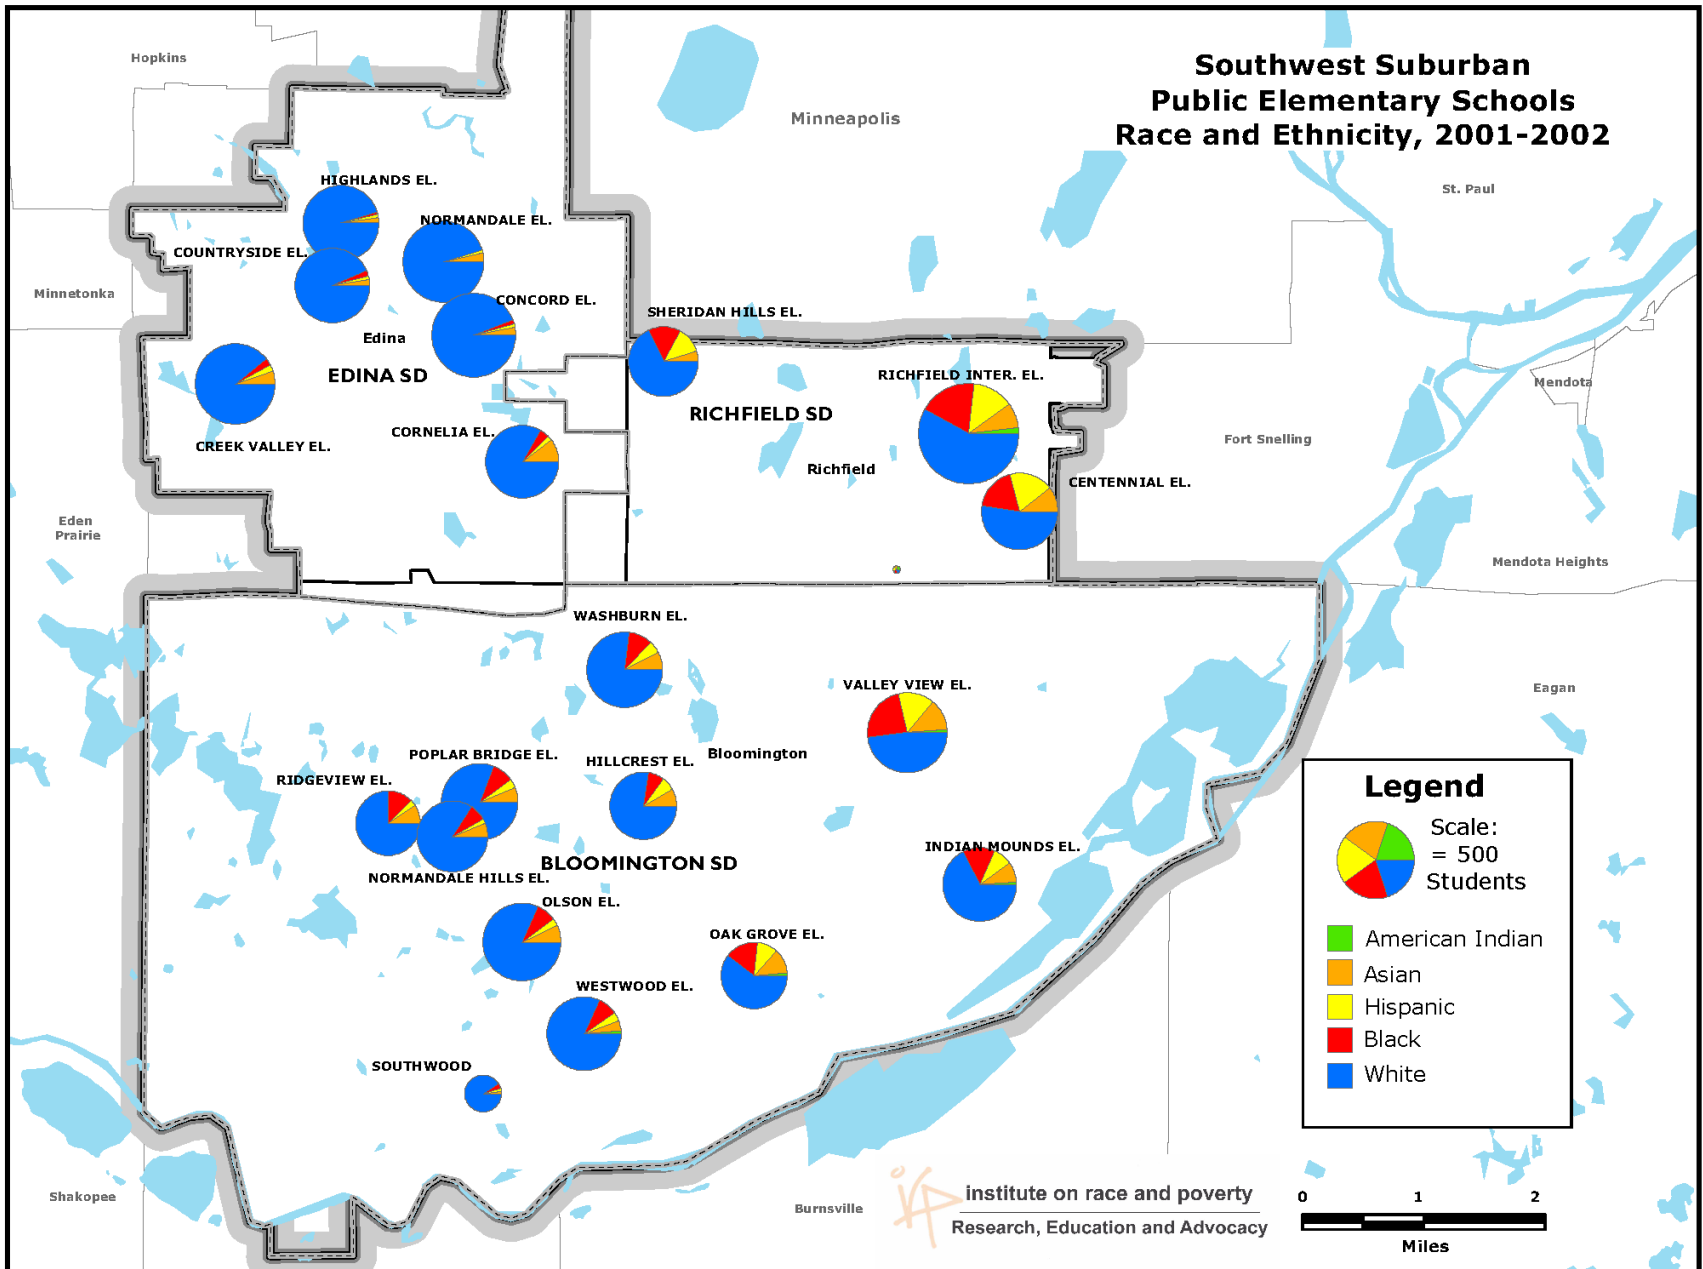 Southwest Suburban
Public Elementary Schools
Race and Ethnicity, 2001-2002
Hopkins
Minneapolis
St. Paul
HIGHLANDS EL.
NORMANDALE EL.
COUNTRYSIDE EL.
Minnetonka
CONCORD EL.
SHERIDAN HILLS EL.
Edina
EDINA SD
RICHFIELD INTER. EL.
Mendota
RICHFIELD SD
CORNELIA EL.
Fort Snelling
CREEK VALLEY EL.
Richfield
CENTENNIAL EL.
Eden
Prairie
Mendota Heights
WASHBURN EL.
VALLEY VIEW EL.
Eagan
POPLAR BRIDGE EL.
Bloomington
HILLCREST EL.
RIDGEVIEW EL.
INDIAN MOUNDS EL.
BLOOMINGTON SD
NORMANDALE HILLS EL.
OLSON EL.
OAK GROVE EL.
WESTWOOD EL.
SOUTHWOOD
Legend
Scale:
= 500
Students
American Indian
Asian
Hispanic
Black
White
Shakopee
Burnsville
irp
institute on race and poverty
Research, Education and Advocacy
0 1 2
Miles